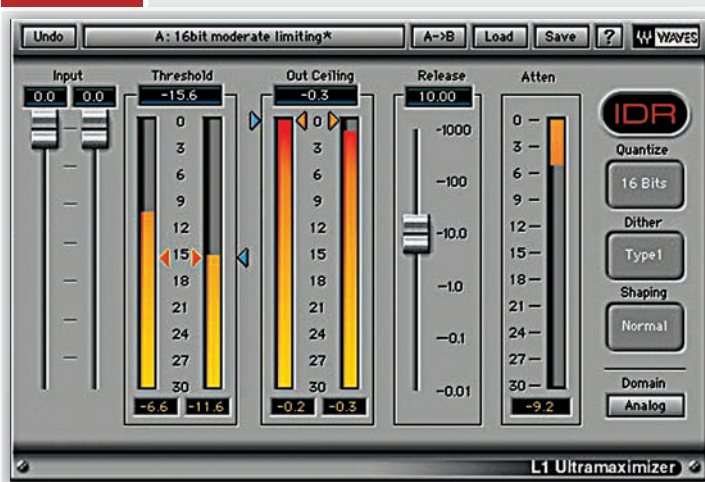 Undo A: 16bit moderate limiting* A->B Load Save ? WAVES
Input Threshold Out Ceiling Release Atten
0.0 0.0 -15.6 -0.3 10.00
0 0 -1000 0
3 3 3
6 6 -100 6
9 9 9
12 12 -10.0 12
15 15 15
18 18 -1.0 18
21 21 21
24 24 -0.1 24
27 27 27
30 30 -0.01 30
-6.6 -11.6 -0.2 -0.3 -9.2
IDR
Quantize
16 Bits
Dither
Type1
Shaping
Normal
Domain
Analog
L1 Ultramaximizer